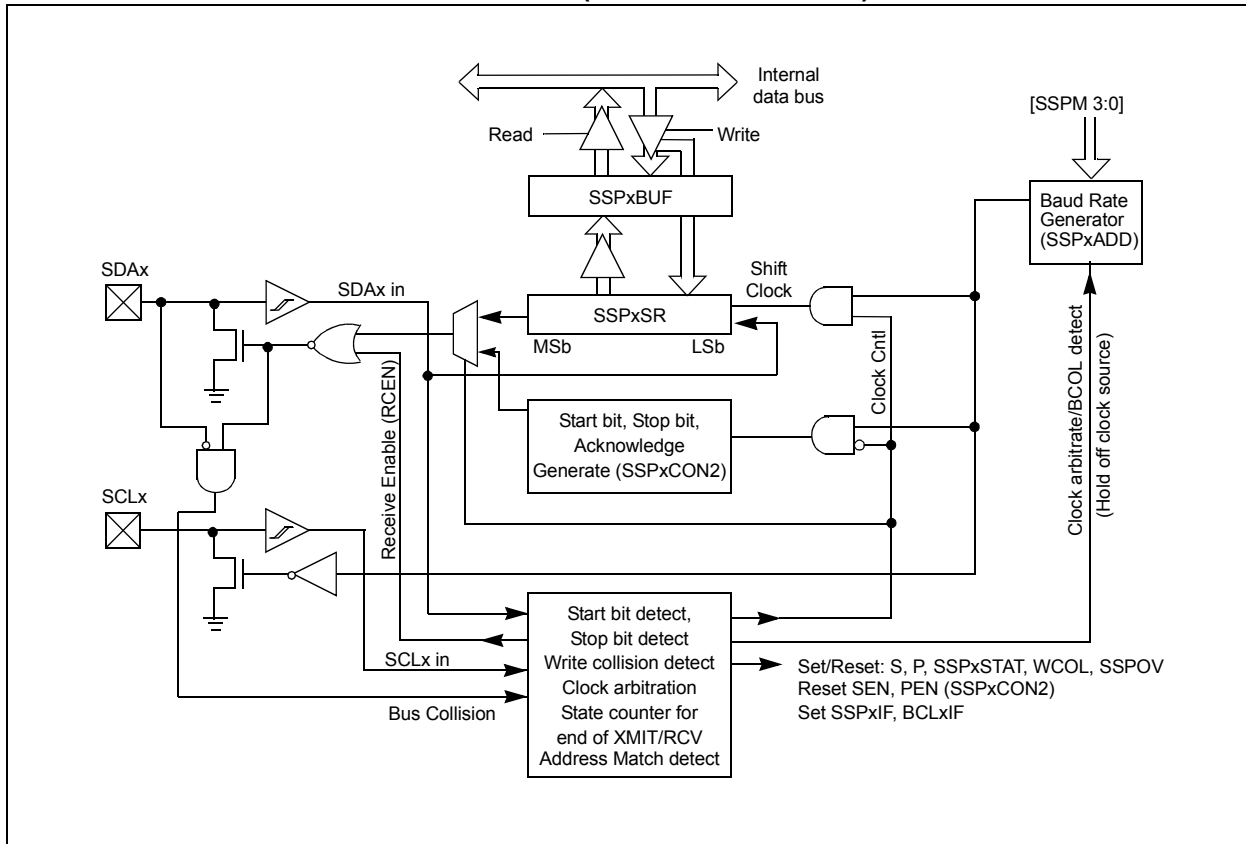 Internal
data bus
[SSPM 3:0]
Read
Write
SSPxBUF
Baud Rate
Generator
(SSPxADD)
SDAx
SDAx in
Shift
Clock
SSPxSR
MSb
LSb
Receive Enable (RCEN)
Clock Cntl
Clock arbitrate/BCOL detect
(Hold off clock source)
Start bit, Stop bit,
Acknowledge
Generate (SSPxCON2)
SCLx
SCLx in
Bus Collision
Start bit detect,
Stop bit detect
Write collision detect
Clock arbitration
State counter for
end of XMIT/RCV
Address Match detect
Set/Reset: S, P, SSPxSTAT, WCOL, SSPOV
Reset SEN, PEN (SSPxCON2)
Set SSPxIF, BCLxIF